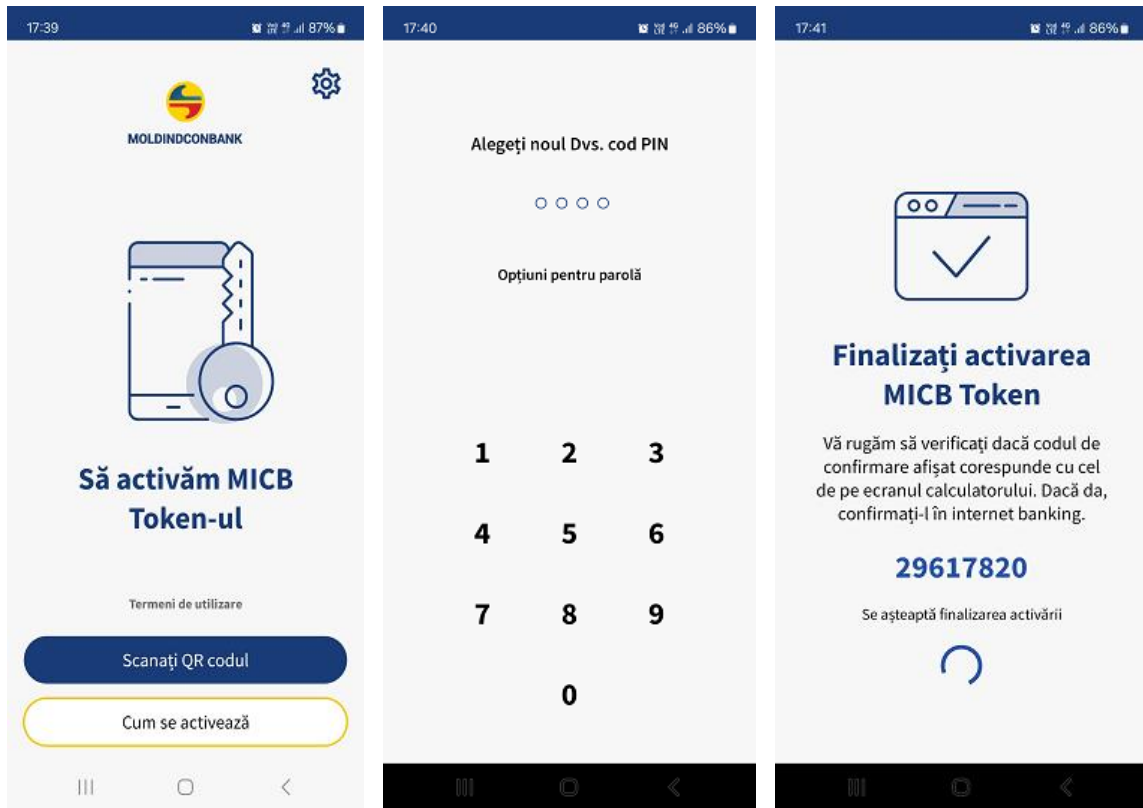 17:39
87%
MOLDINDCONBANK
Să activăm MICB
Token-ul
Termeni de utilizare
Scanați QR codul
Cum se activează
17:40
86%
Alegeți noul Dvs. cod PIN
Opțiuni pentru parolă
1 2 3
4 5 6
7 8 9
0
17:41
86%
Finalizați activarea
MICB Token
Vă rugăm să verificați dacă codul de
confirmare afișat corespunde cu cel
de pe ecranul calculatorului. Dacă da,
confirmați-l în internet banking.
29617820
Se așteaptă finalizarea activării